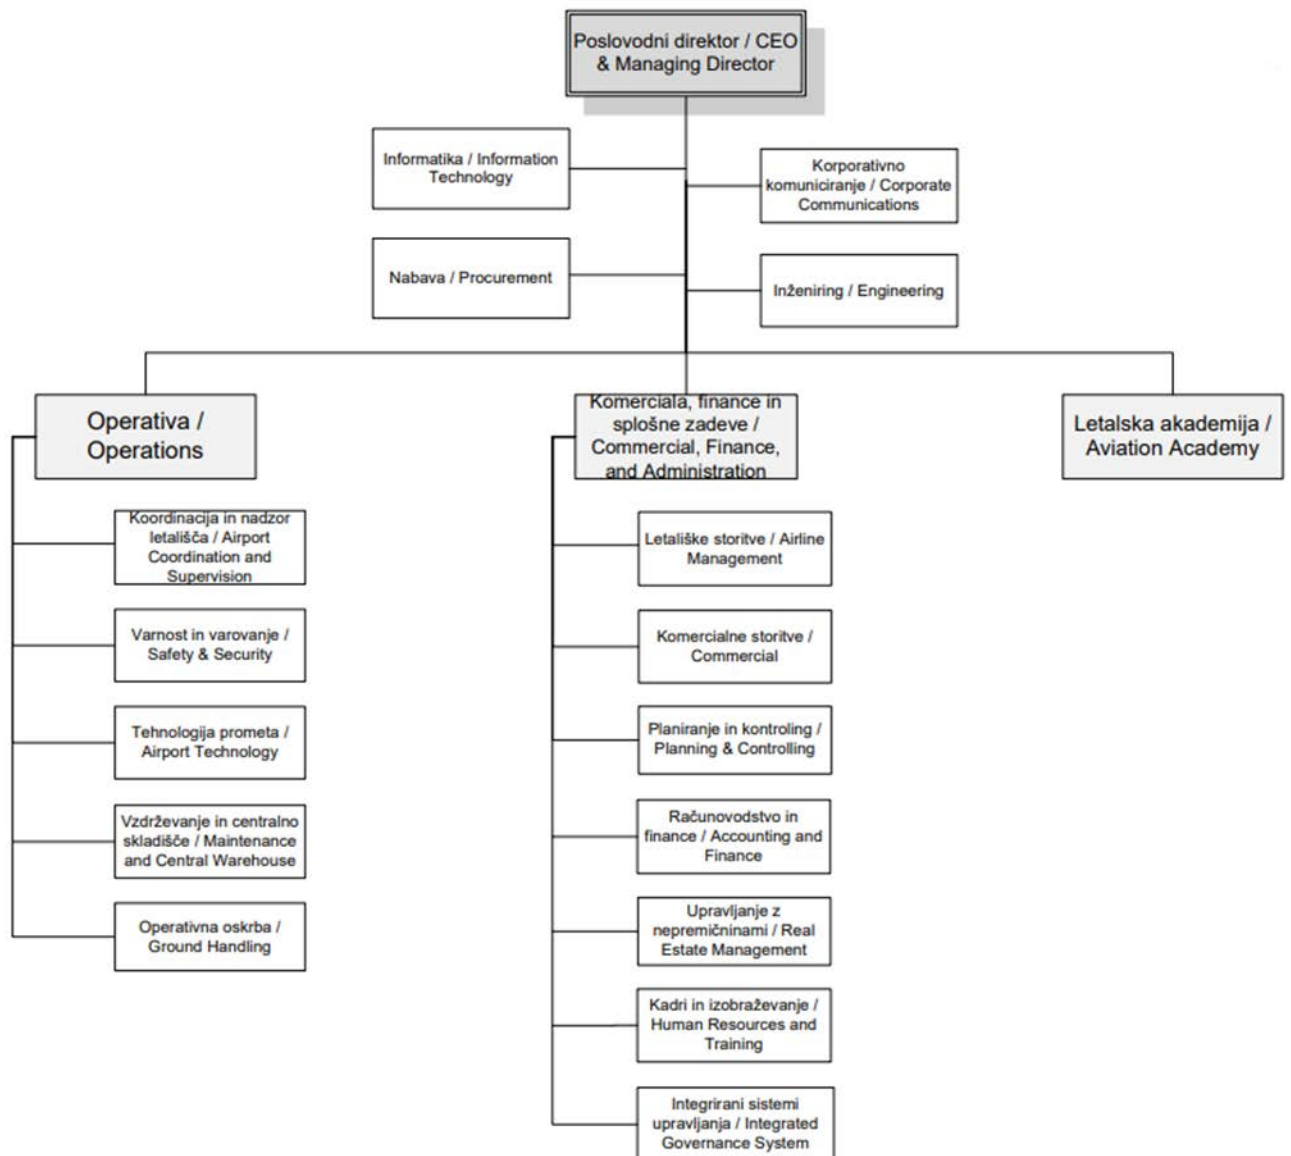 Poslovodni direktor / CEO
& Managing Director
Informatika / Information
Technology
Korporativno
komuniciranje / Corporate
Communications
Nabava / Procurement
Inženiring / Engineering
Operativa /
Operations
Koordinacija in nadzor
letališča / Airport
Coordination and
Supervision
Varnost in varovanje /
Safety & Security
Tehnologija prometa /
Airport Technology
Vzdrževanje in centralno
skladišče / Maintenance
and Central Warehouse
Operativna oskrba /
Ground Handling
Komerciala, finance in
splošne zadeve /
Commercial, Finance,
and Administration
Letališke storitve / Airline
Management
Komercialne storitve /
Commercial
Planiranje in kontroling /
Planning & Controlling
Računovodstvo in
finance / Accounting and
Finance
Upravljanje z
nepremičninami / Real
Estate Management
Kadri in izobraževanje /
Human Resources and
Training
Integrirani sistemi
upravljanja / Integrated
Governance System
Letalska akademija /
Aviation Academy